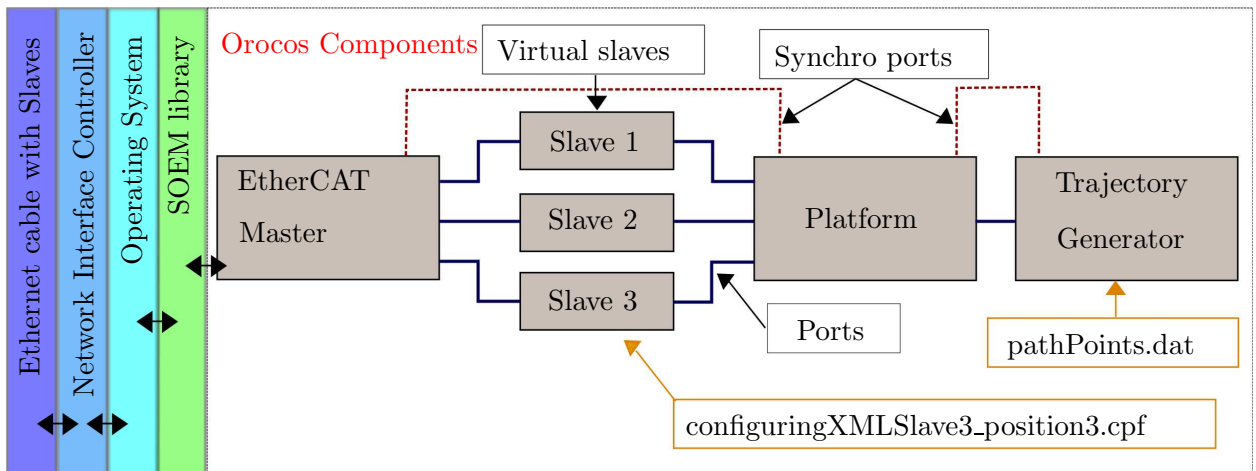 Ethernet cable with Slaves
Network Interface Controller
Operating System
SOEM library
Orocos Components
Virtual slaves
Synchro ports
EtherCAT
Master
Slave 1
Slave 2
Slave 3
Platform
Trajectory
Generator
Ports
pathPoints.dat
configuringXMLSlave3_position3.cpf